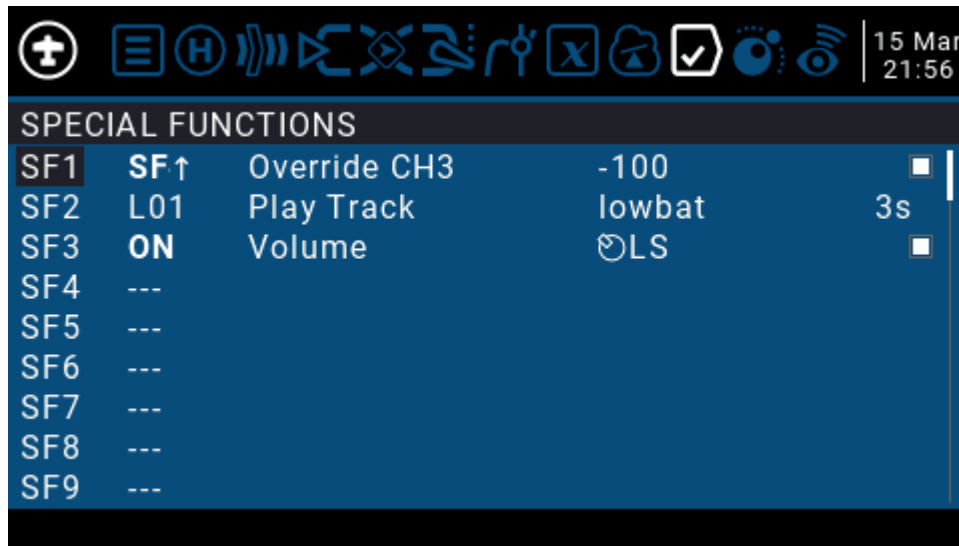 15 Mar
21:56
SPECIAL FUNCTIONS
SF1 SF↑ Override CH3 -100
SF2 L01 Play Track lowbat 3s
SF3 ON Volume LS
SF4 ---
SF5 ---
SF6 ---
SF7 ---
SF8 ---
SF9 ---